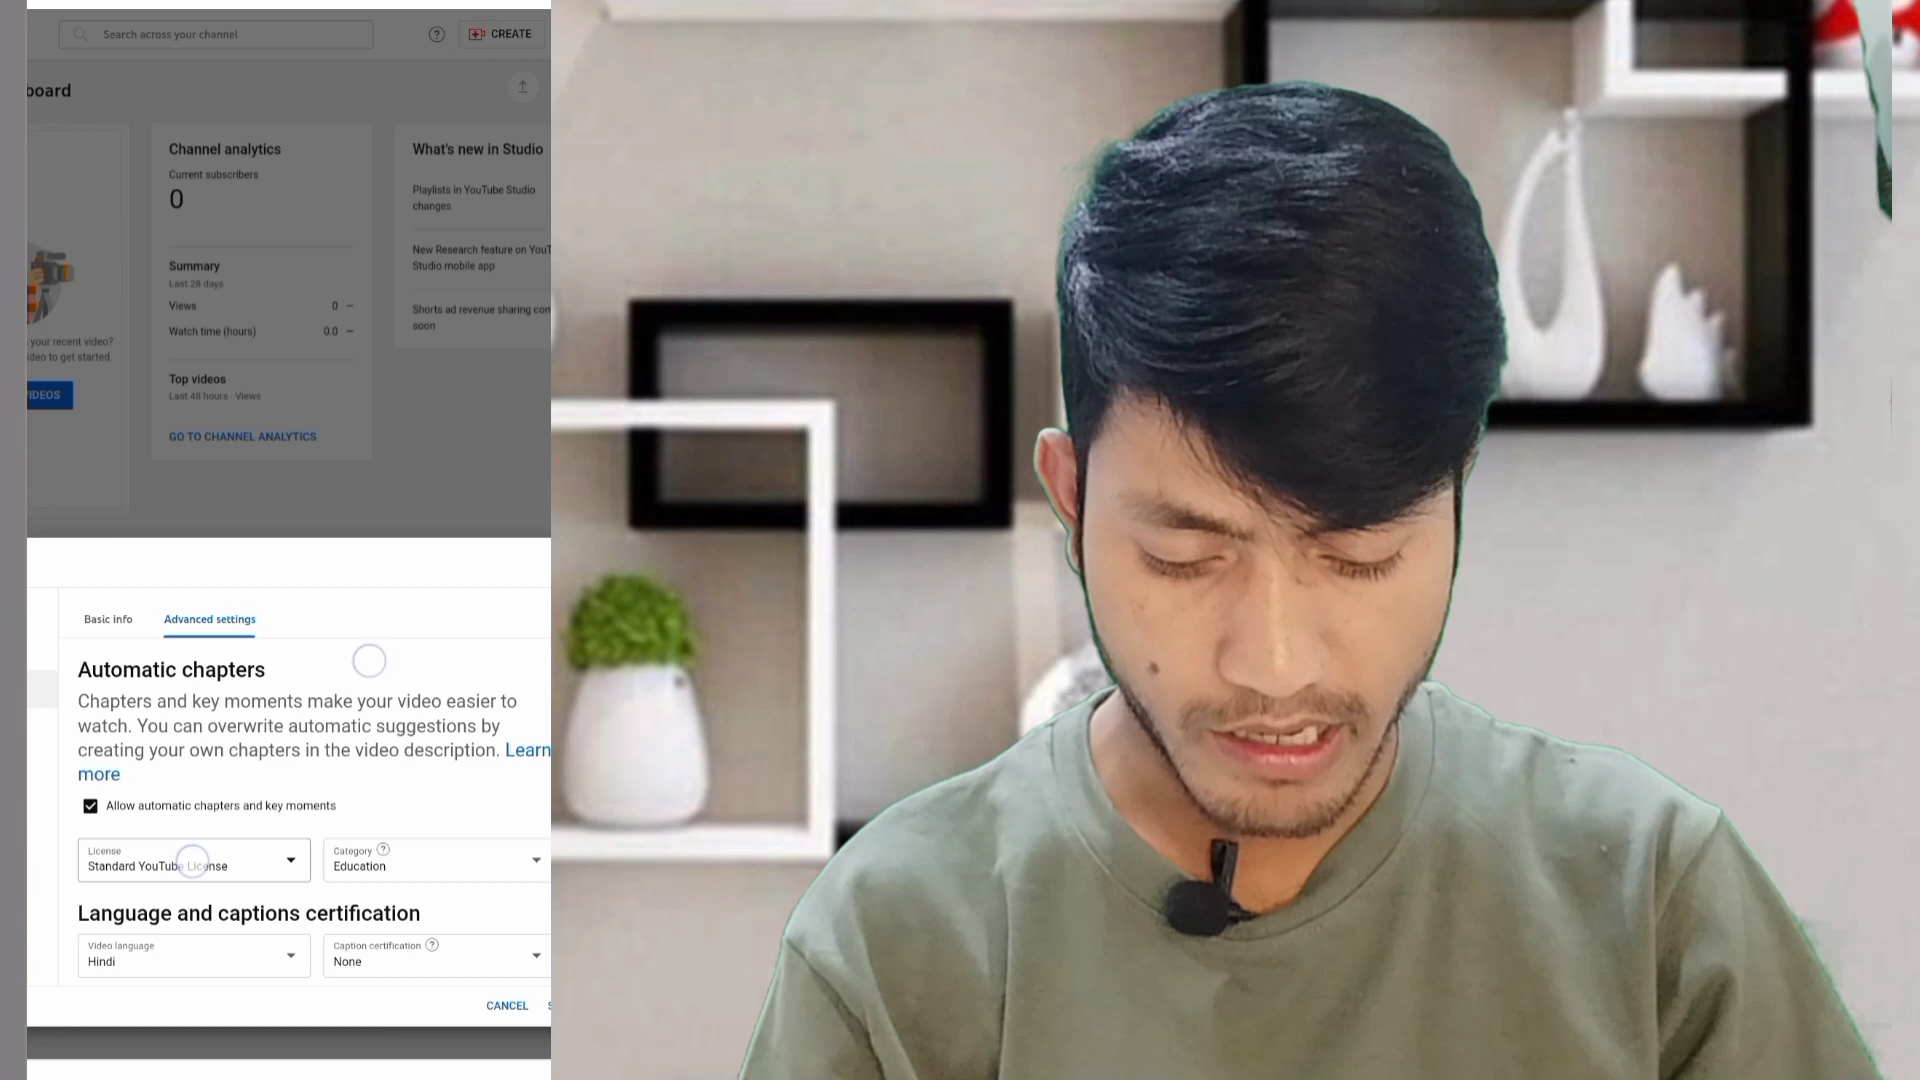 Search across your channel
CREATE
board
Channel analytics
Current subscribers
0
Summary
Last 28 days
Views 0 —
Watch time (hours) 0.0 —
Top videos
Last 48 hours · Views
GO TO CHANNEL ANALYTICS
What's new in Studio
Playlists in YouTube Studio
changes
New Research feature on YouT
Studio mobile app
Shorts ad revenue sharing con
soon
your recent video?
ideo to get started.
IDEOS
Basic info
Advanced settings
Automatic chapters
Chapters and key moments make your video easier to
watch. You can overwrite automatic suggestions by
creating your own chapters in the video description. Learn
more
Allow automatic chapters and key moments
License
Standard YouTube License
Category
Education
Language and captions certification
Video language
Hindi
Caption certification
None
CANCEL